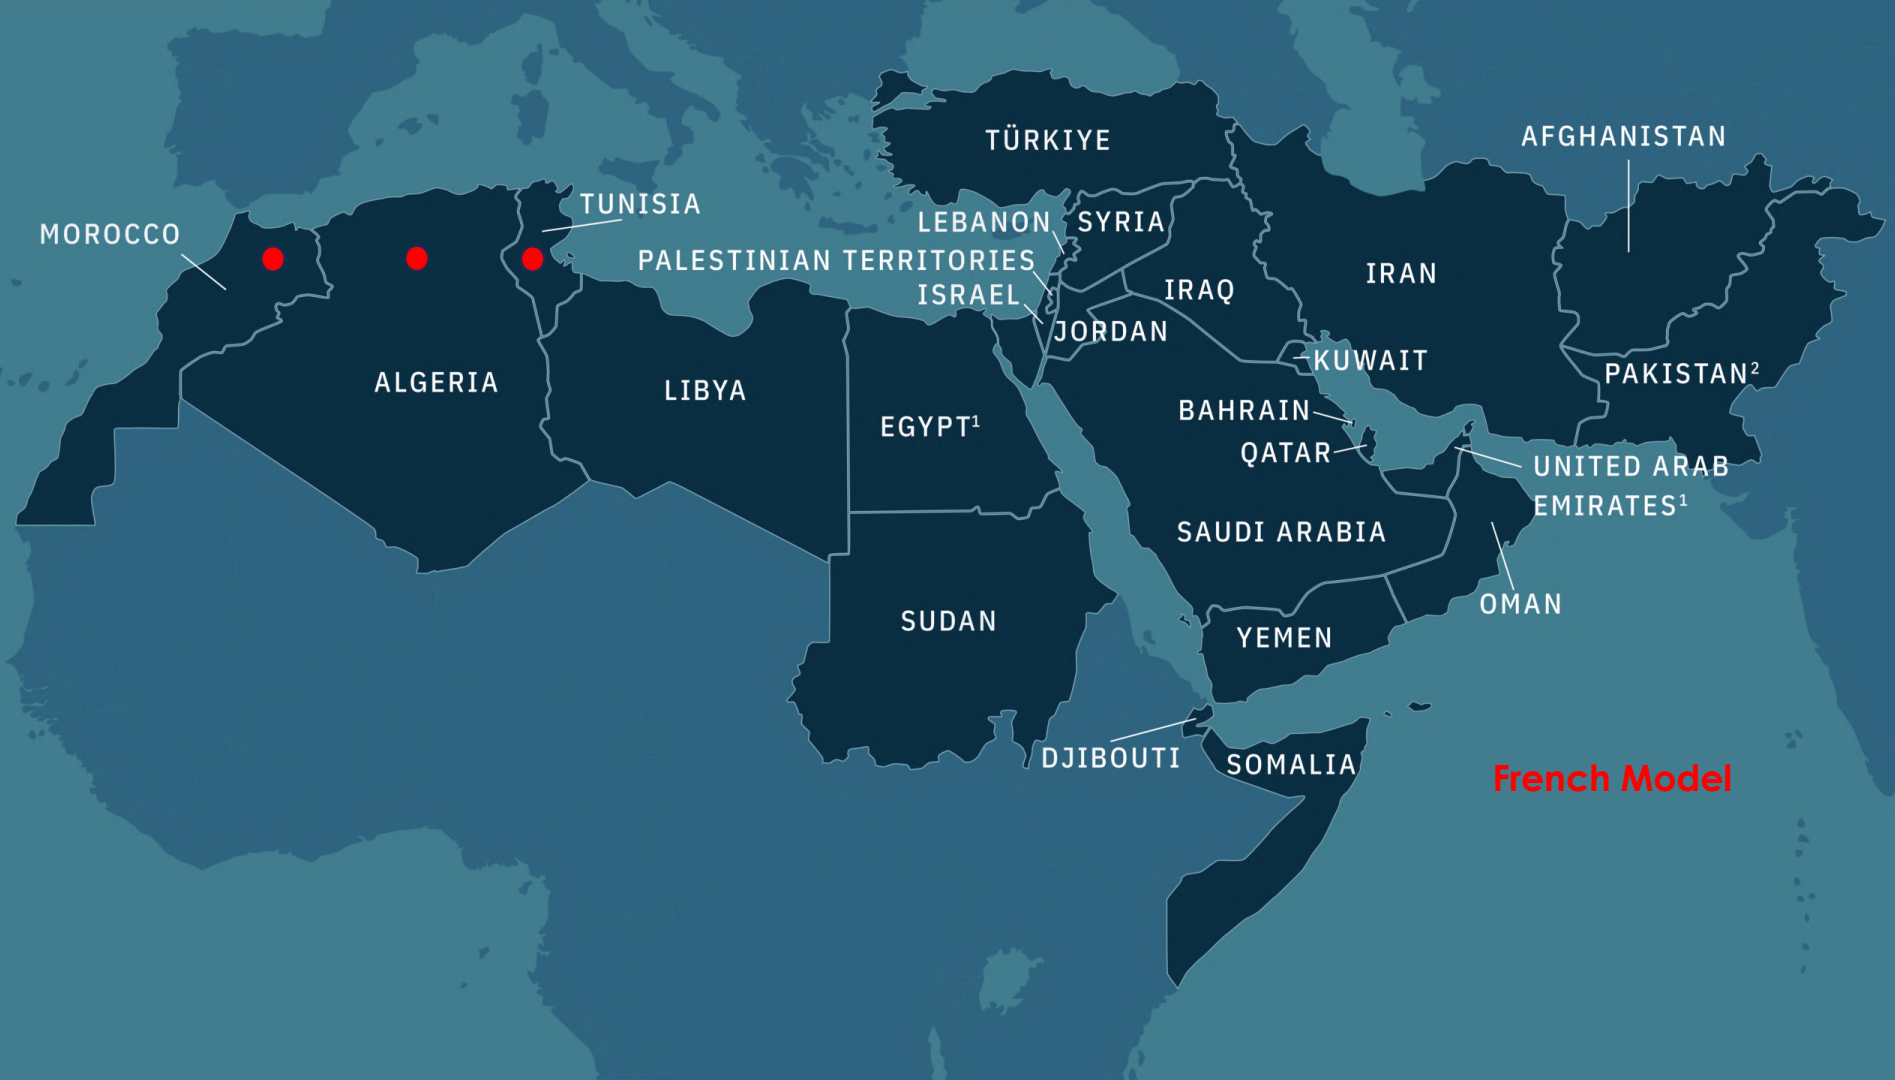 TÜRKIYE
AFGHANISTAN
TUNISIA
MOROCCO
LEBANON
SYRIA
PALESTINIAN TERRITORIES
IRAQ
IRAN
ISRAEL
JORDAN
KUWAIT
PAKISTAN²
ALGERIA
LIBYA
EGYPT¹
BAHRAIN
QATAR
UNITED ARAB
EMIRATES¹
SAUDI ARABIA
OMAN
SUDAN
YEMEN
DJIBOUTI
SOMALIA
French Model